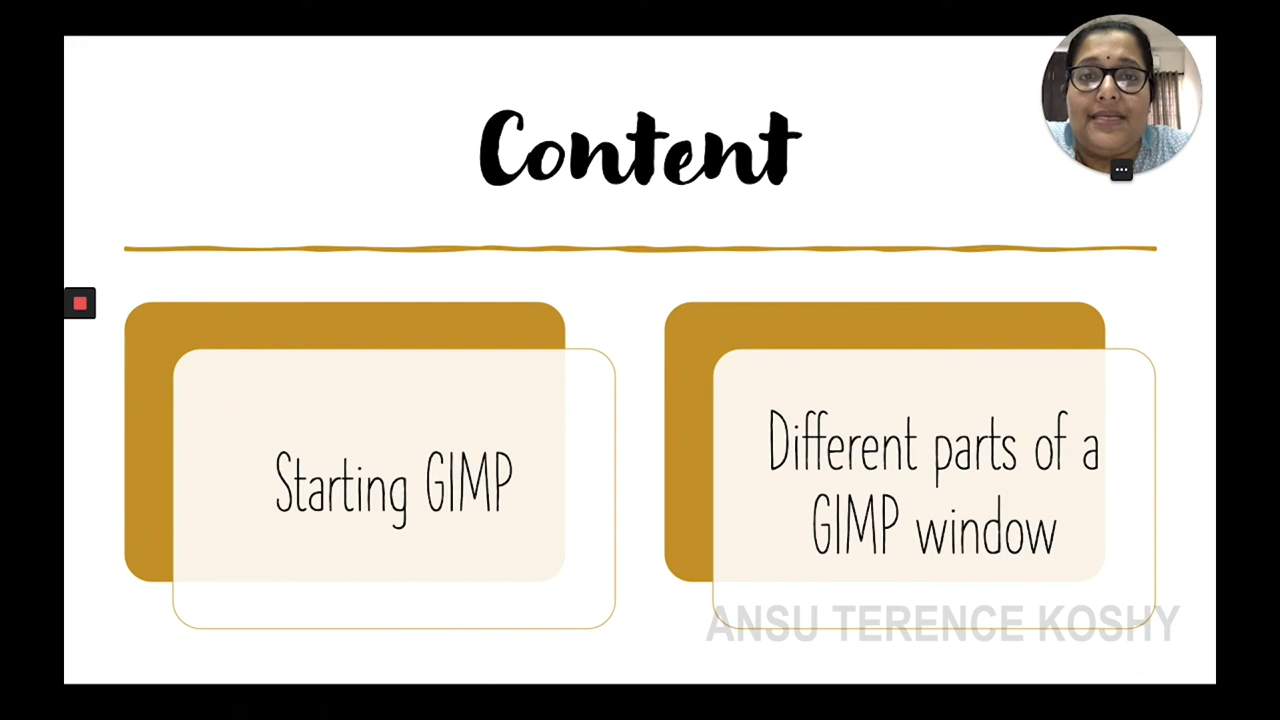 Content
Starting GIMP
Different parts of a
GIMP window
ANSU TERENCE KOSHY